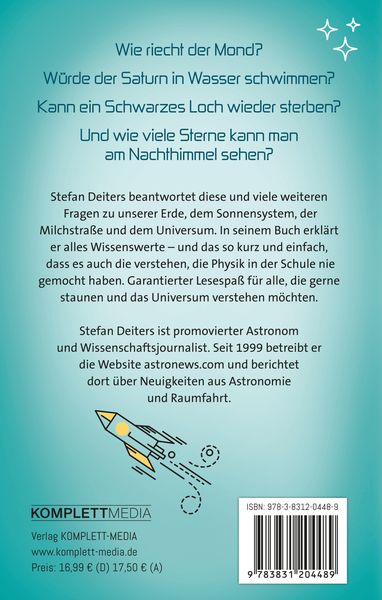 Wie riecht der Mond?
Würde der Saturn in Wasser schwimmen?
Kann ein Schwarzes Loch wieder sterben?
Und wie viele Sterne kann man
am Nachthimmel sehen?
Stefan Deiters beantwortet diese und viele weiteren
Fragen zu unserer Erde, dem Sonnensystem, der
Milchstraße und dem Universum. In seinem Buch erklärt
er alles Wissenswerte – und das so kurz und einfach,
dass es auch die verstehen, die Physik in der Schule nie
gemocht haben. Garantierter Lesespaß für alle, die gerne
staunen und das Universum verstehen möchten.
Stefan Deiters ist promovierter Astronom
und Wissenschaftsjournalist. Seit 1999 betreibt er
die Website astronews.com und berichtet
dort über Neuigkeiten aus Astronomie
und Raumfahrt.
KOMPLETTMEDIA
Verlag KOMPLETT-MEDIA
www.komplett-media.de
Preis: 16,99 € (D) 17,50 € (A)
ISBN: 978-3-8312-0448-9
9 783831 204489